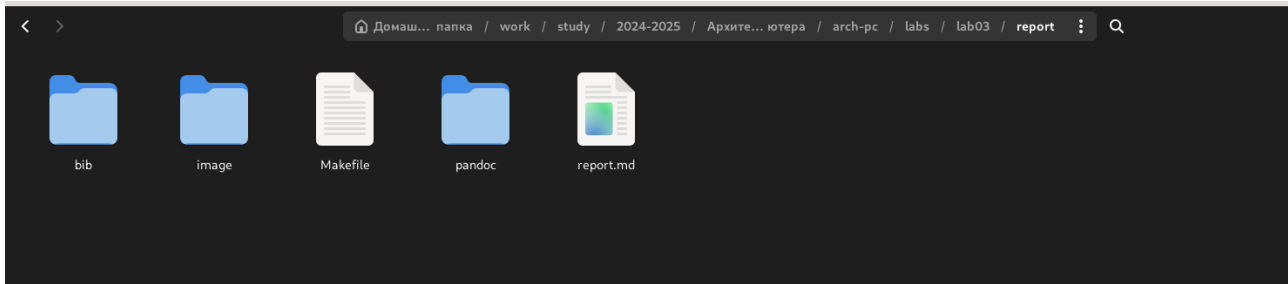 Домаш... папка / work / study / 2024-2025 / Архите... ютера / arch-pc / labs / lab03 / report
bib image Makefile pandoc report.md